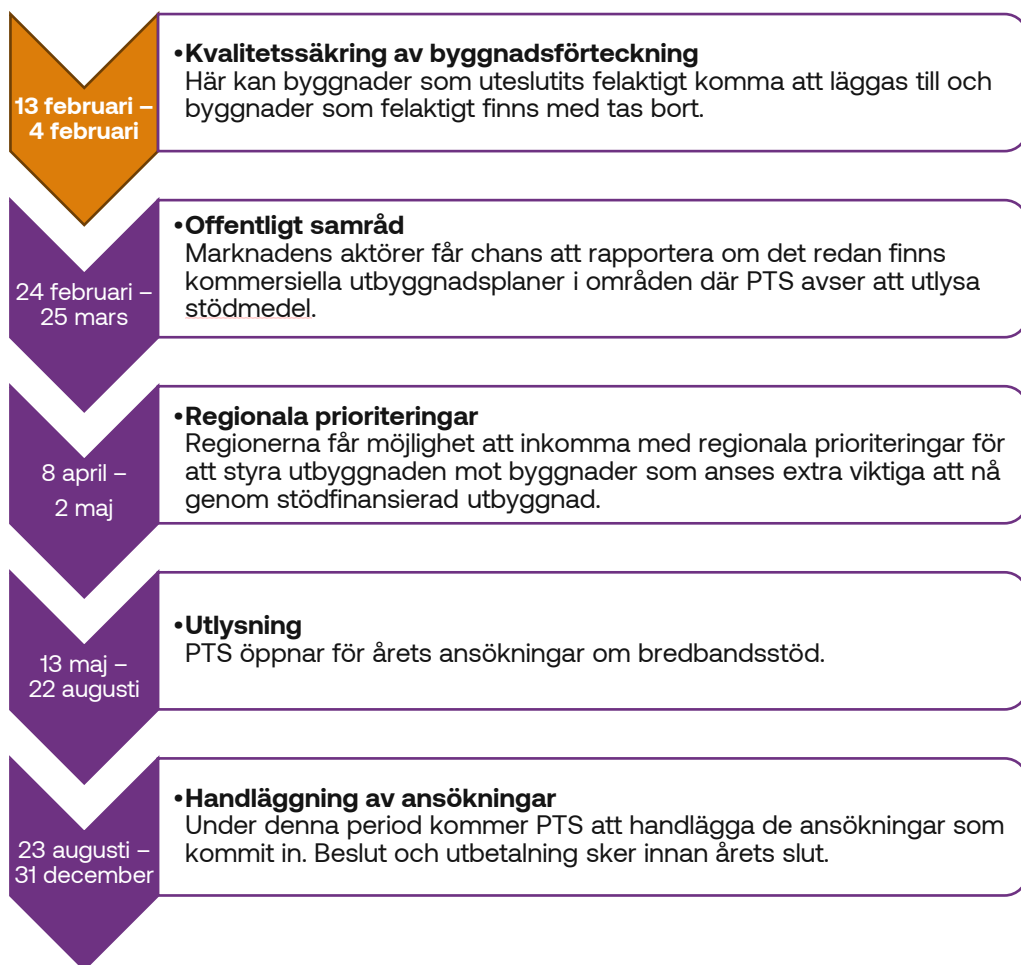 13 februari –
4 februari
•Kvalitetssäkring av byggnadsförteckning
Här kan byggnader som uteslutits felaktigt komma att läggas till och
byggnader som felaktigt finns med tas bort.
24 februari –
25 mars
•Offentligt samråd
Marknadens aktörer får chans att rapportera om det redan finns
kommersiella utbyggnadsplaner i områden där PTS avser att utlysa
stödmedel.
8 april –
2 maj
•Regionala prioriteringar
Regionerna får möjlighet att inkomma med regionala prioriteringar för
att styra utbyggnaden mot byggnader som anses extra viktiga att nå
genom stödfinansierad utbyggnad.
13 maj –
22 augusti
•Utlysning
PTS öppnar för årets ansökningar om bredbandsstöd.
23 augusti –
31 december
•Handläggning av ansökningar
Under denna period kommer PTS att handlägga de ansökningar som
kommit in. Beslut och utbetalning sker innan årets slut.